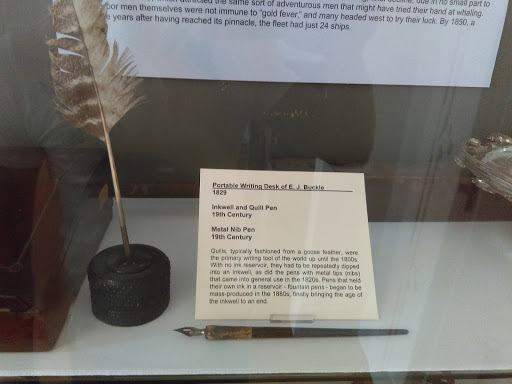 attracted the same sort of adventurous men that might have tried their hand at whaling.
men themselves were not immune to "gold fever," and many headed west to try their luck. By 1850, a
years after having reached its pinnacle, the fleet had just 24 ships.
Portable Writing Desk of E. J. Buckle
1829
Inkwell and Quill Pen
19th Century
Metal Nib Pen
19th Century
Quills, typically fashioned from a goose feather, were
the primary writing tool of the world up until the 1800s.
With no ink reservoir, they had to be repeatedly dipped
into an inkwell, as did the pens with metal tips (nibs)
that came into general use in the 1820s. Pens that held
their own ink in a reservoir - fountain pens - began to be
mass-produced in the 1880s, finally bringing the age of
the inkwell to an end.